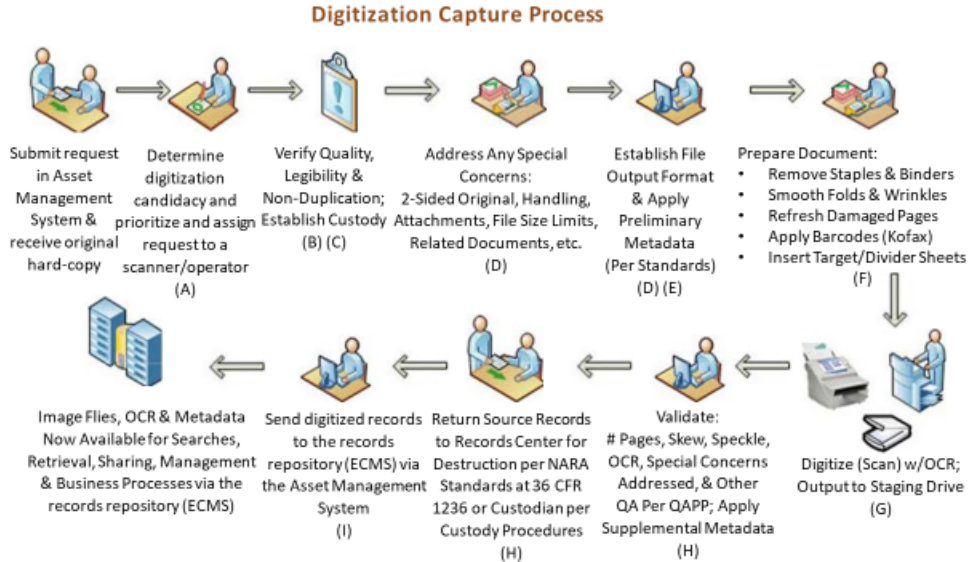 Digitization Capture Process
Submit request
in Asset
Management
System &
receive original
hard-copy
Determine
digitization
candidacy and
prioritize and assign
request to a
scanner/operator
(A)
Verify Quality,
Legibility &
Non-Duplication;
Establish Custody
(B) (C)
Address Any Special
Concerns:
2-Sided Original, Handling,
Attachments, File Size Limits,
Related Documents, etc.
(D)
Establish File
Output Format
& Apply
Preliminary
Metadata
(Per Standards)
(D) (E)
Prepare Document:
• Remove Staples & Binders
• Smooth Folds & Wrinkles
• Refresh Damaged Pages
• Apply Barcodes (Kofax)
• Insert Target/Divider Sheets
(F)
Digitize (Scan) w/OCR;
Output to Staging Drive
(G)
Validate:
# Pages, Skew, Speckle,
OCR, Special Concerns
Addressed, & Other
QA Per QAPP; Apply
Supplemental Metadata
(H)
Return Source Records
to Records Center for
Destruction per NARA
Standards at 36 CFR
1236 or Custodian per
Custody Procedures
(H)
Send digitized records
to the records
repository (ECMS) via
the Asset Management
System
(I)
Image Flies, OCR & Metadata
Now Available for Searches,
Retrieval, Sharing, Management
& Business Processes via the
records repository (ECMS)